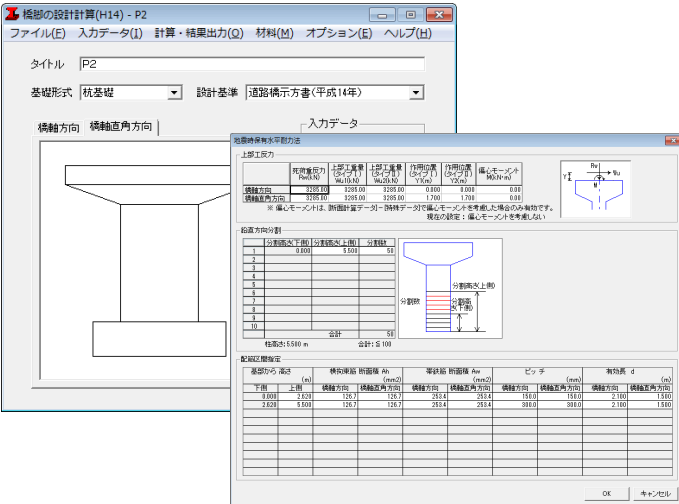 橋脚の設計計算(H14) - P2
ファイル(F) 入力データ(I) 計算・結果出力(O) 材料(M) オプション(E) ヘルプ(H)
タイトル P2
基礎形式 杭基礎 設計基準 道路橋示方書(平成14年)
橋軸方向 橋軸直角方向
入力データ
地震時保有水平耐力法
上部工反力
死荷重反力 Rw(kN) 上部工重量 (タイプⅠ) Wu1(kN) 上部工重量 (タイプⅡ) Wu2(kN) 作用位置 (タイプⅠ) Y1(m) 作用位置 (タイプⅡ) Y2(m) 偏心モーメント M(kN・m)
橋軸方向 3285.00 3285.00 3285.00 0.000 0.000 0.00
橋軸直角方向 3285.00 3285.00 3285.00 1.700 1.700 0.00
※ 偏心モーメントは、[断面計算データ]-[特殊データ]で偏心モーメントを考慮した場合のみ有効です。
現在の設定 : 偏心モーメントを考慮しない
Rw
Wu
Y
M
鉛直方向分割
分割高さ(下側) 分割高さ(上側) 分割数
1 0.000 5.500 50
2
3
4
5
6
7
8
9
10
合計 50
柱高さ:5.500 m 合計:≦100
分割高さ(上側)
分割数
分割高さ(下側)
配筋区間指定
基部から 高さ (m) 横拘束筋 断面積 Ah (mm2) 帯鉄筋 断面積 Aw (mm2) ピッチ (mm) 有効長 d (m)
下側 上側 橋軸方向 橋軸直角方向 橋軸方向 橋軸直角方向 橋軸方向 橋軸直角方向 橋軸方向 橋軸直角方向
0.000 2.620 126.7 126.7 253.4 253.4 150.0 150.0 2.100 1.500
2.620 5.500 126.7 126.7 253.4 253.4 300.0 300.0 2.100 1.500
OK キャンセル